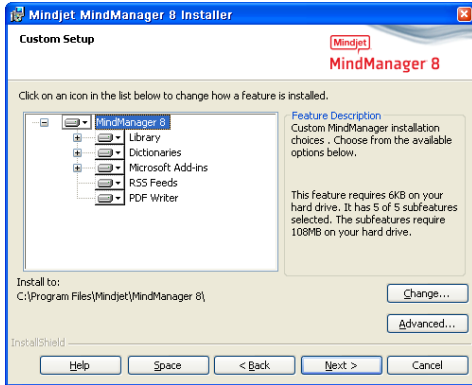 Mindjet MindManager 8 Installer
Custom Setup
Mindjet
MindManager 8
Click on an icon in the list below to change how a feature is installed.
MindManager 8
Library
Dictionaries
Microsoft Add-ins
RSS Feeds
PDF Writer
Feature Description
Custom MindManager installation
choices . Choose from the available
options below.
This feature requires 6KB on your
hard drive. It has 5 of 5 subfeatures
selected. The subfeatures require
108MB on your hard drive.
Install to:
C:\Program Files\Mindjet\MindManager 8\
Change...
Advanced...
InstallShield
Help
Space
< Back
Next >
Cancel